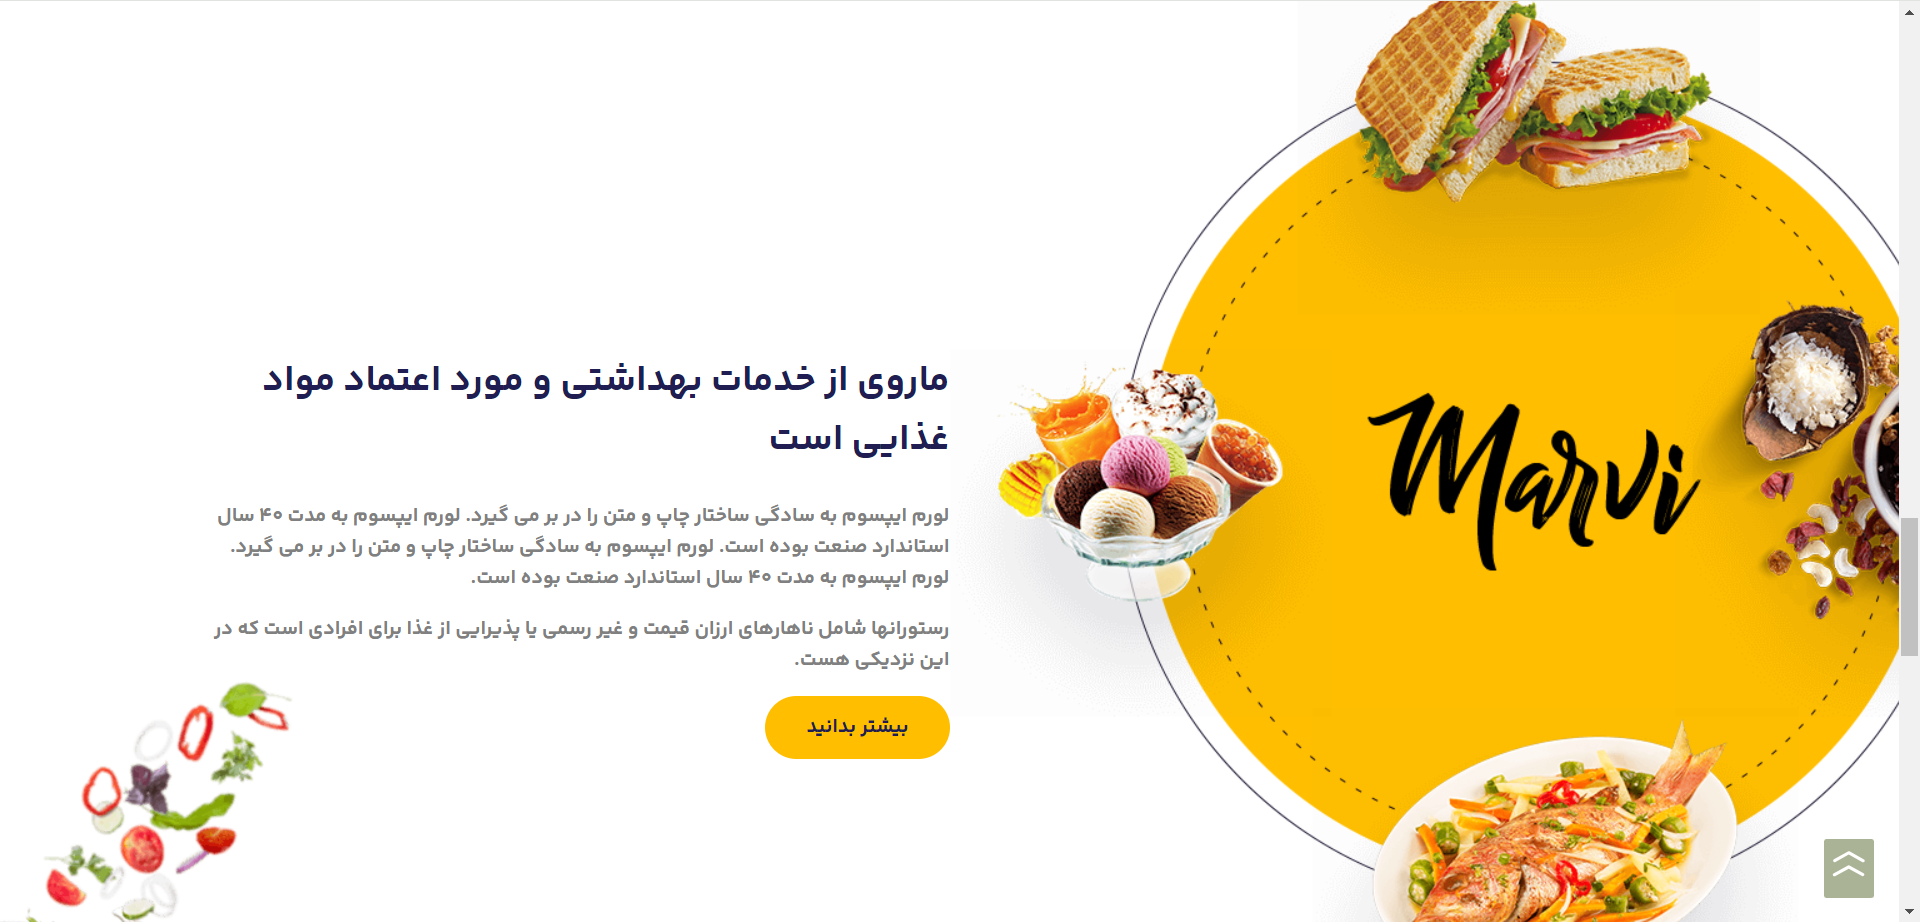 ماروی از خدمات بهداشتی و مورد اعتماد مواد
غذایی است
لورم ایپسوم به سادگی ساختار چاپ و متن را در بر می گیرد. لورم ایپسوم به مدت ۴۰ سال
استاندارد صنعت بوده است. لورم ایپسوم به سادگی ساختار چاپ و متن را در بر می گیرد.
لورم ایپسوم به مدت ۴۰ سال استاندارد صنعت بوده است.
رستورانها شامل ناهارهای ارزان قیمت و غیر رسمی یا پذیرایی از غذا برای افرادی است که در
این نزدیکی هست.
بیشتر بدانید
Marvi